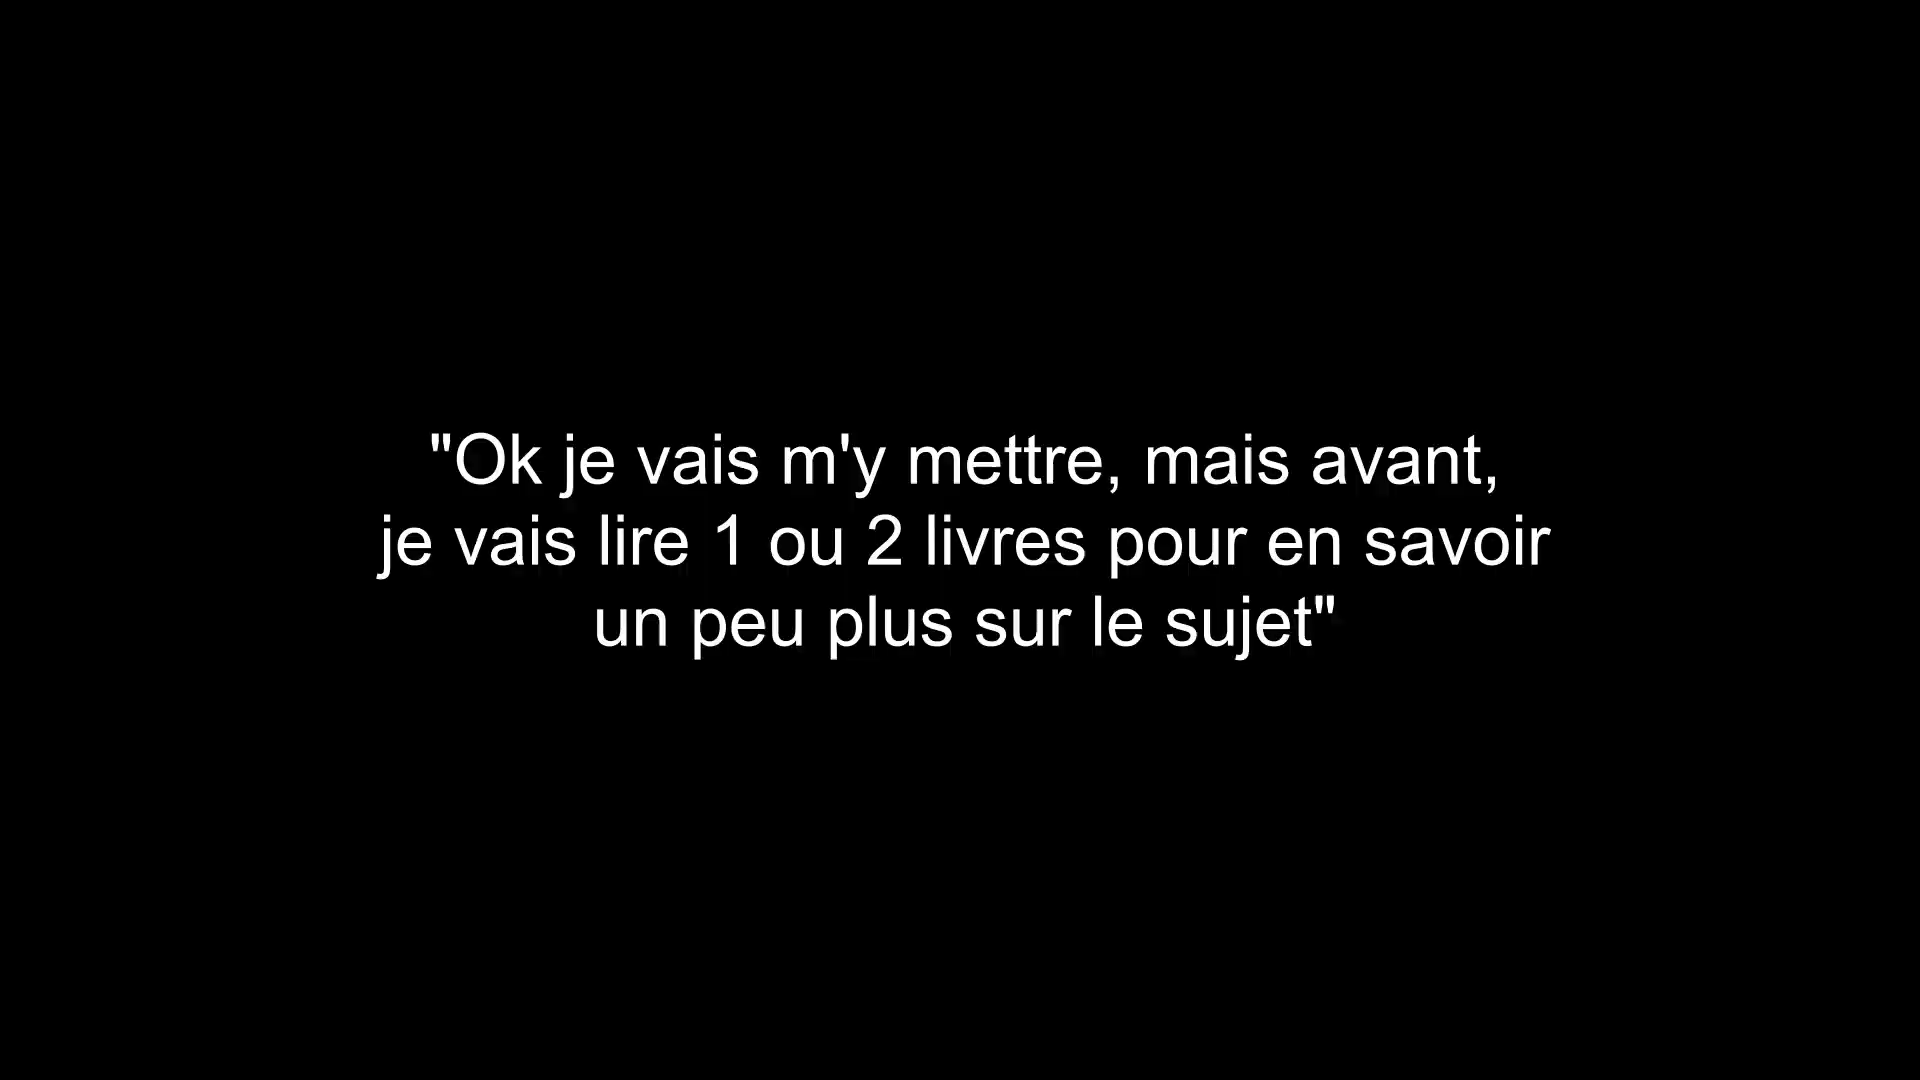 "Ok je vais m'y mettre, mais avant,
je vais lire 1 ou 2 livres pour en savoir
un peu plus sur le sujet"